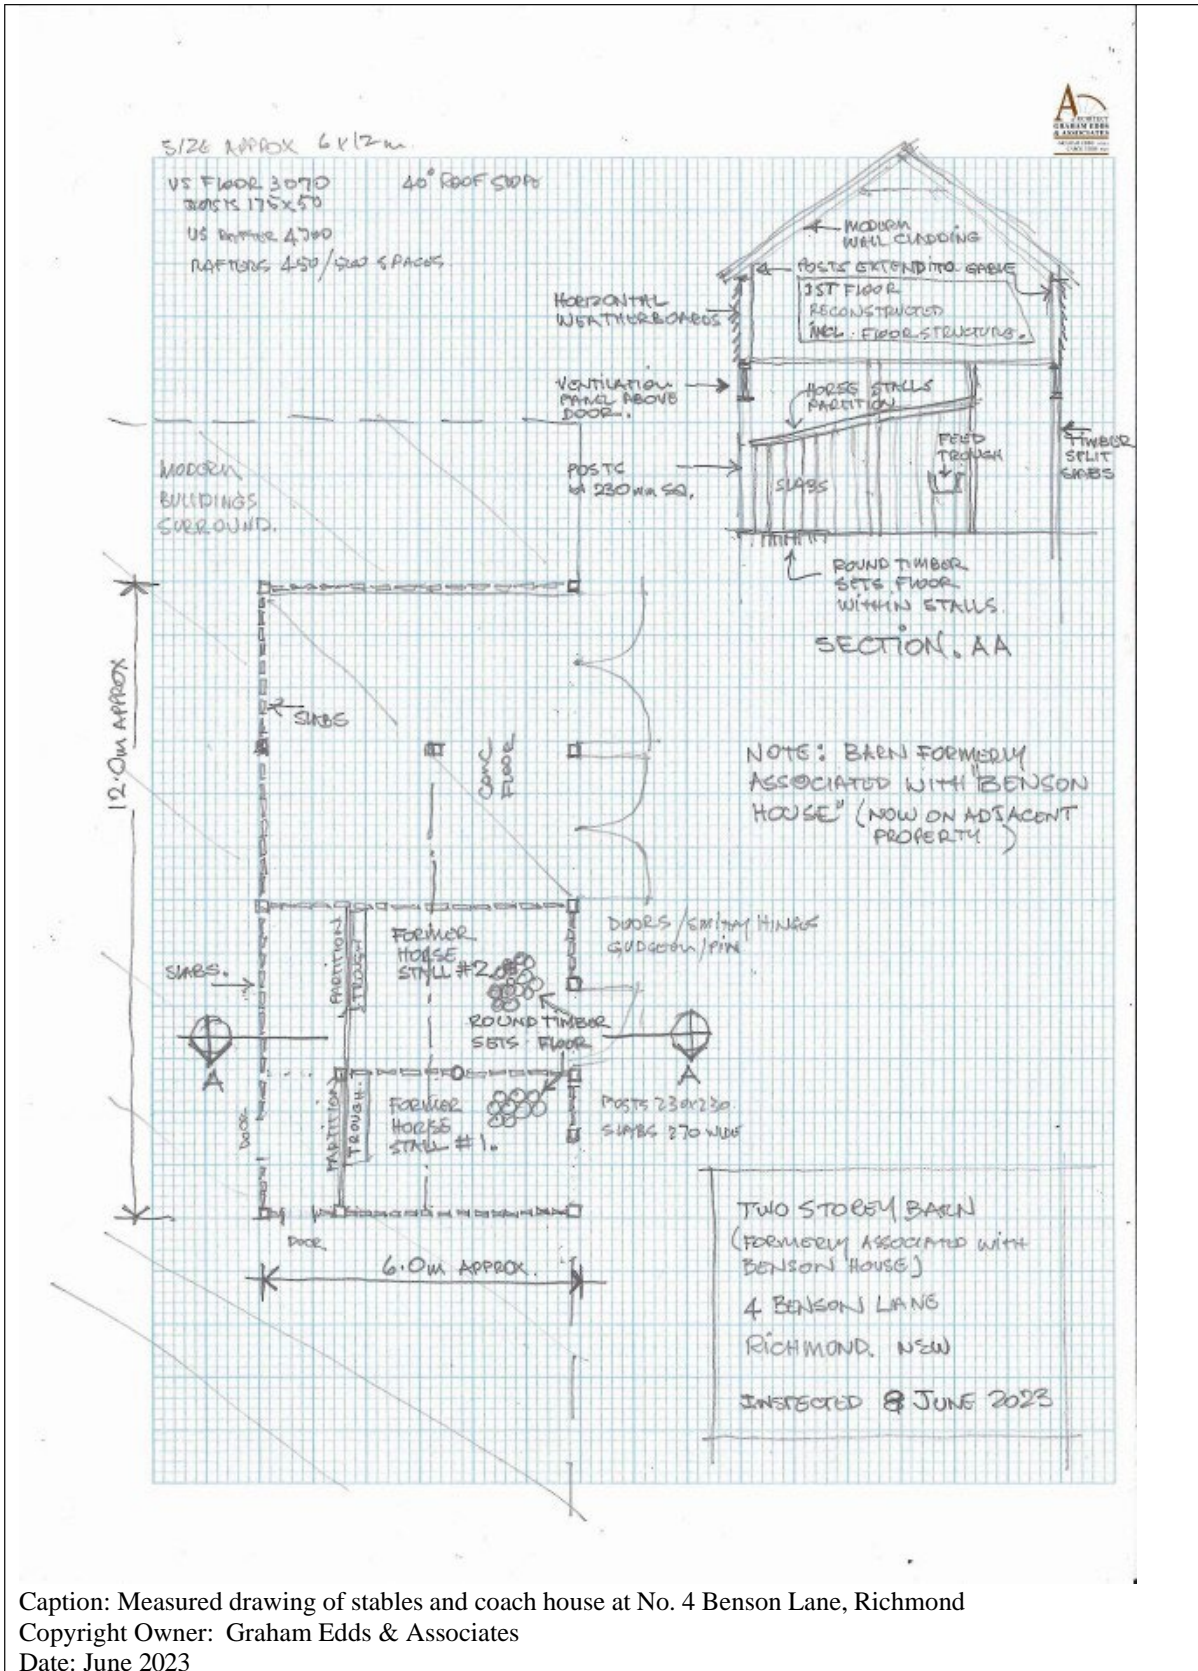 ARCHITECT
GRAHAM EDDS
& ASSOCIATES
SIZE APPROX 6 x 12 m.
US FLOOR 3070
JOISTS 175x50
US RAFTER 4700
RAFTERS 450/500 SPACES.
40° ROOF SLOPE
MODERN
WALL CLADDING
POSTS EXTEND TO GABLE
1ST FLOOR
RECONSTRUCTED
INCL. FLOOR STRUCTURE.
HORIZONTAL
WEATHERBOARDS
VENTILATION
PANEL ABOVE
DOOR.
HORSE STALLS
PARTITION
FEED
TROUGH
TIMBER
SPLIT
SLABS
POSTS
230mm SQ.
SLABS
ROUND TIMBER
SETS FLOOR
WITHIN STALLS.
SECTION. AA
MODERN
BUILDINGS
SURROUND.
12.0m APPROX
SLABS
CONC
FLOOR
NOTE: BARN FORMERLY
ASSOCIATED WITH "BENSON
HOUSE" (NOW ON ADJACENT
PROPERTY)
SLABS.
PARTITION
TROUGH
FORMER
HORSE
STALL #2.
DOORS/SMITHY HINGES
GUDGEON/PIN
ROUND TIMBER
SETS FLOOR
A
A
DOOR
PARTITION
TROUGH.
FORMER
HORSE
STALL #1.
POSTS 230x230.
SLABS 270 WIDE
DOOR
6.0m APPROX.
TWO STOREY BARN
(FORMERLY ASSOCIATED WITH
BENSON HOUSE)
4 BENSON LANE
RICHMOND. NSW
INSPECTED 8 JUNE 2023
Caption: Measured drawing of stables and coach house at No. 4 Benson Lane, Richmond
Copyright Owner: Graham Edds & Associates
Date: June 2023